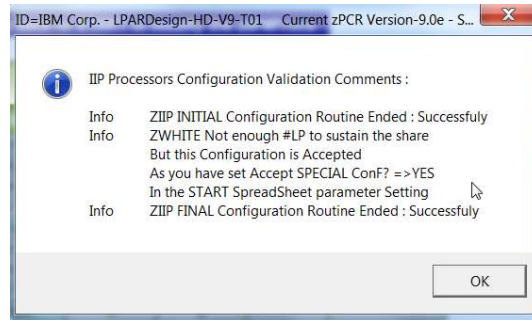 ID=IBM Corp. - LPARDesign-HD-V9-T01 Current zPCR Version-9.0e - S...
IIP Processors Configuration Validation Comments :
Info ZIIP INITIAL Configuration Routine Ended : Successfuly
Info ZWHITE Not enough #LP to sustain the share
But this Configuration is Accepted
As you have set Accept SPECIAL ConF? =>YES
In the START SpreadSheet parameter Setting
Info ZIIP FINAL Configuration Routine Ended : Successfuly
OK